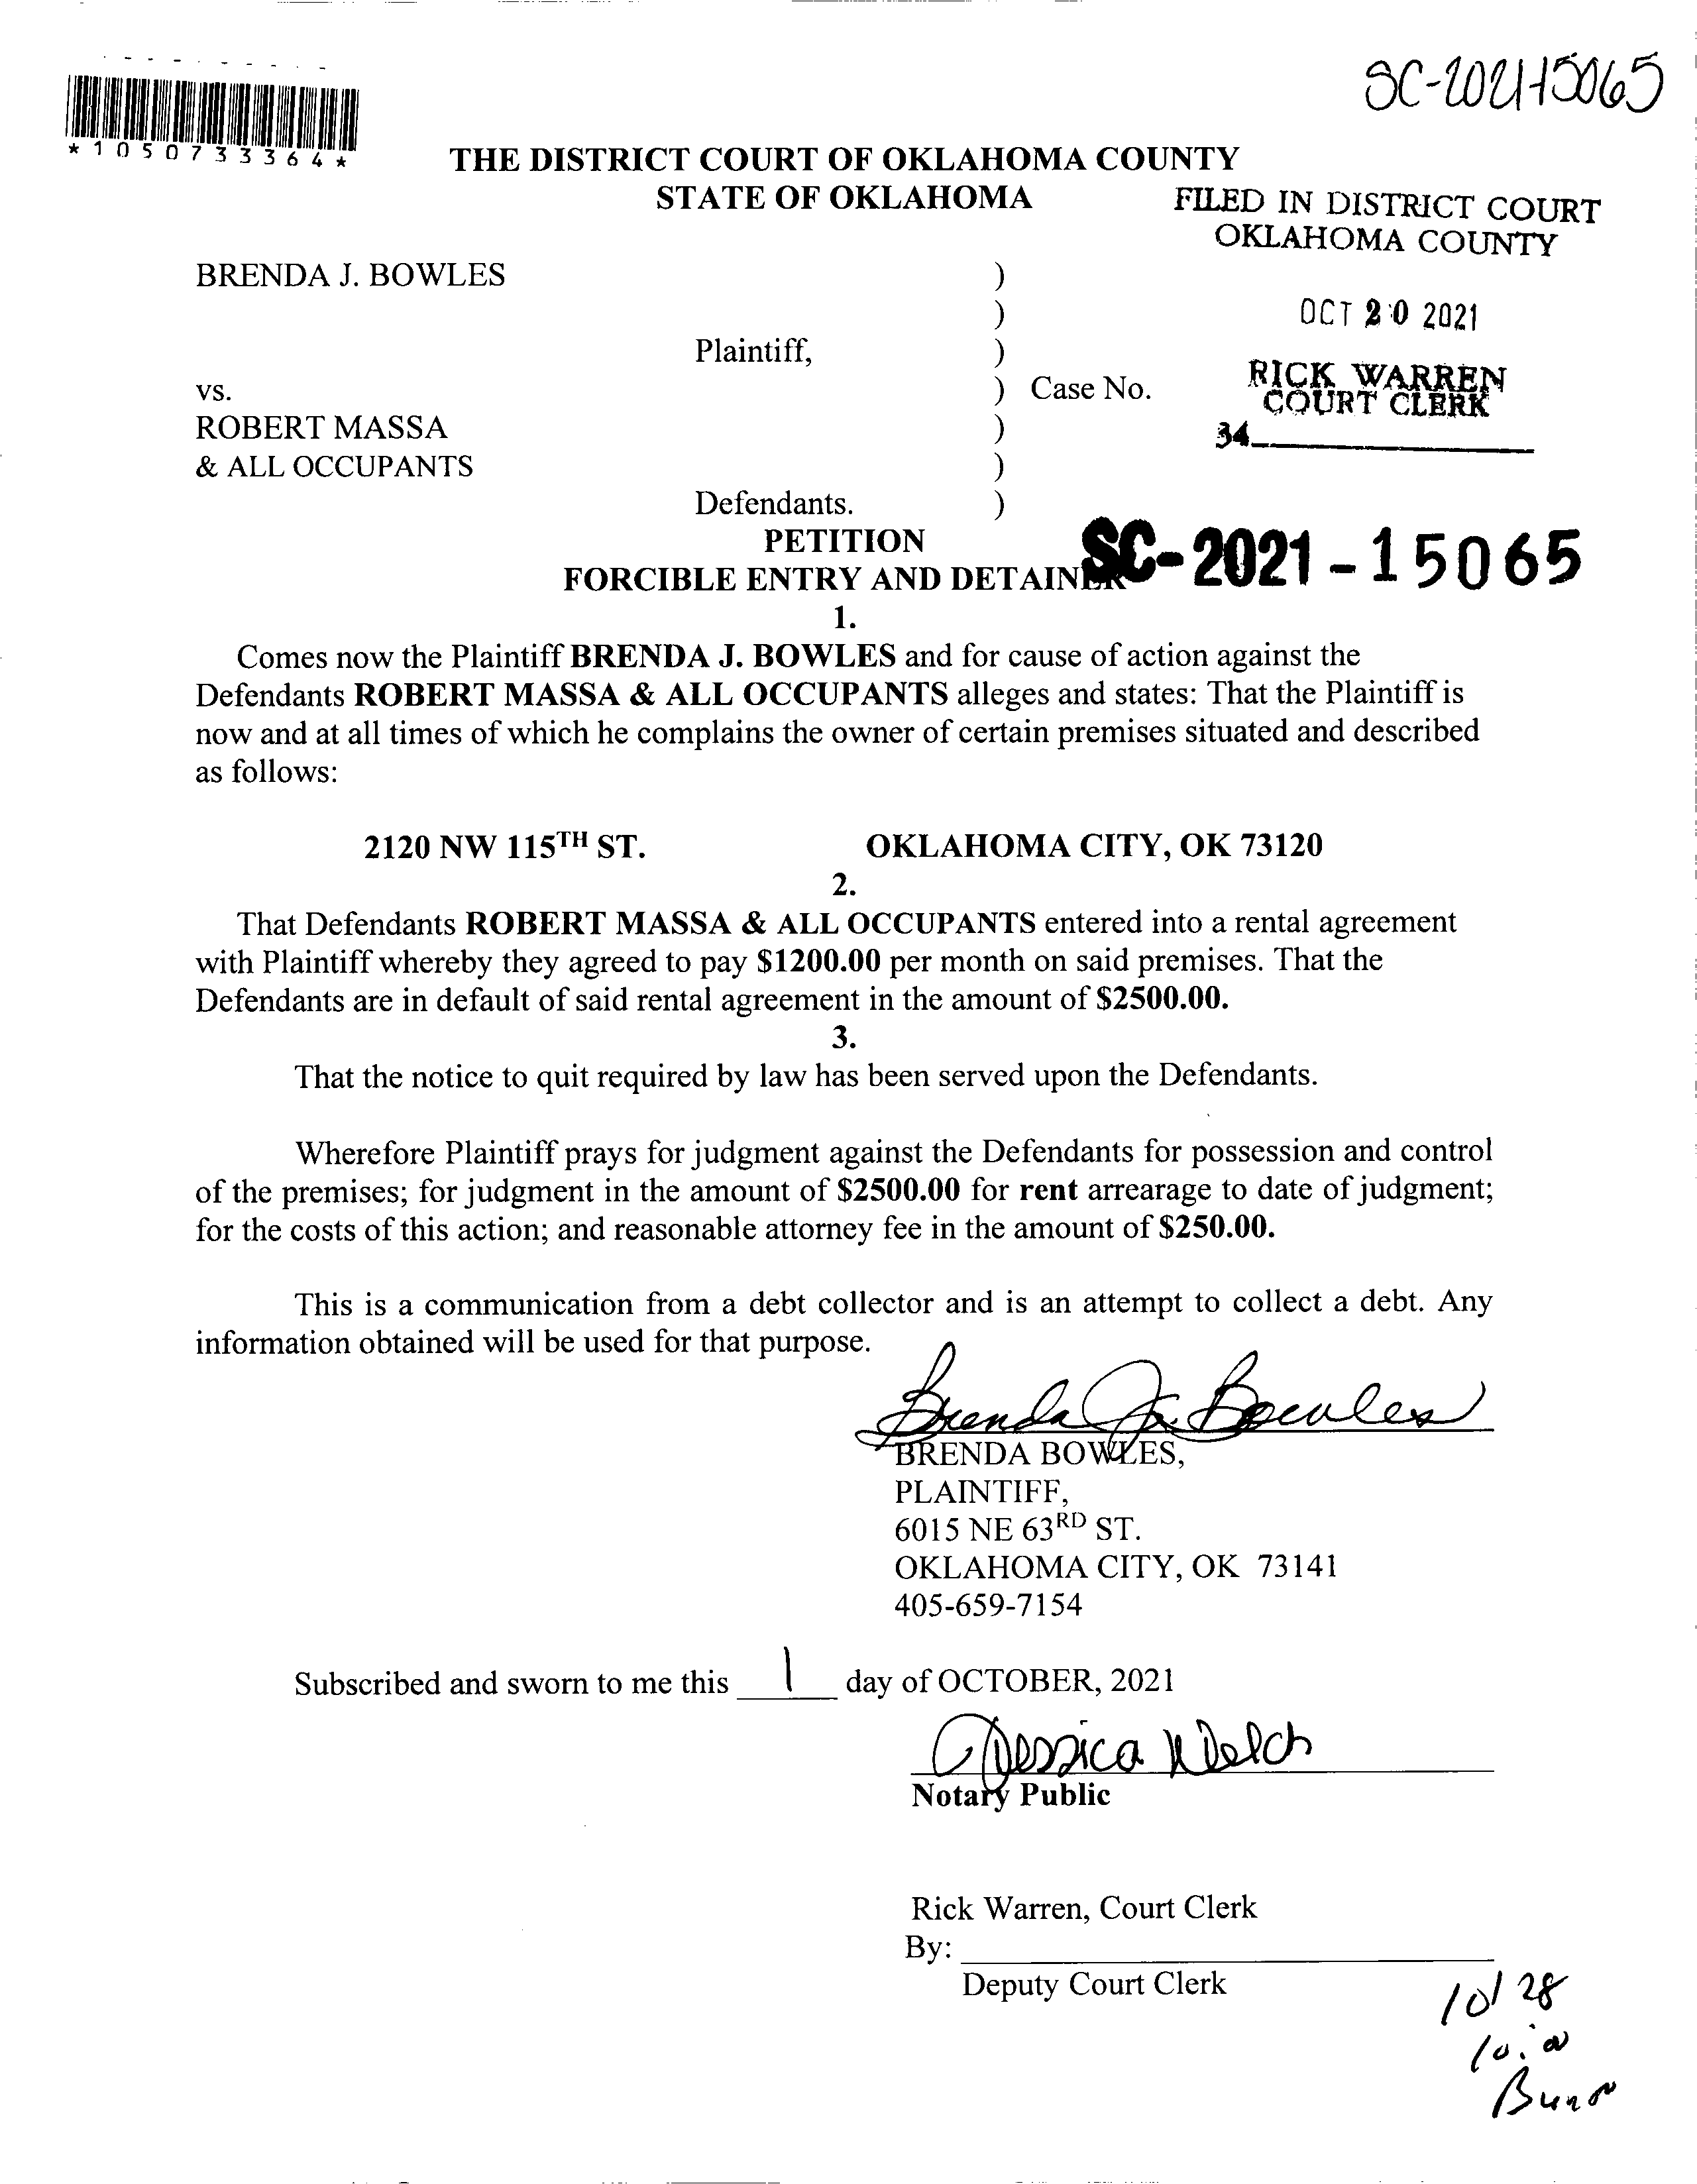 SC-2021-15065
*1050733364*
THE DISTRICT COURT OF OKLAHOMA COUNTY
STATE OF OKLAHOMA
FILED IN DISTRICT COURT
OKLAHOMA COUNTY
OCT 20 2021
RICK WARREN
COURT CLERK
34
BRENDA J. BOWLES )
)
Plaintiff, )
vs. ) Case No.
ROBERT MASSA )
& ALL OCCUPANTS )
Defendants. )
PETITION
FORCIBLE ENTRY AND DETAINER
SC-2021-15065
1.
Comes now the Plaintiff BRENDA J. BOWLES and for cause of action against the
Defendants ROBERT MASSA & ALL OCCUPANTS alleges and states: That the Plaintiff is
now and at all times of which he complains the owner of certain premises situated and described
as follows:
2120 NW 115TH ST. OKLAHOMA CITY, OK 73120
2.
That Defendants ROBERT MASSA & ALL OCCUPANTS entered into a rental agreement
with Plaintiff whereby they agreed to pay $1200.00 per month on said premises. That the
Defendants are in default of said rental agreement in the amount of $2500.00.
3.
That the notice to quit required by law has been served upon the Defendants.
Wherefore Plaintiff prays for judgment against the Defendants for possession and control
of the premises; for judgment in the amount of $2500.00 for rent arrearage to date of judgment;
for the costs of this action; and reasonable attorney fee in the amount of $250.00.
This is a communication from a debt collector and is an attempt to collect a debt. Any
information obtained will be used for that purpose.
Brenda J. Bowles
BRENDA BOWLES,
PLAINTIFF,
6015 NE 63RD ST.
OKLAHOMA CITY, OK 73141
405-659-7154
Subscribed and sworn to me this 1 day of OCTOBER, 2021
Jessica Welch
Notary Public
Rick Warren, Court Clerk
By:
Deputy Court Clerk
10/28